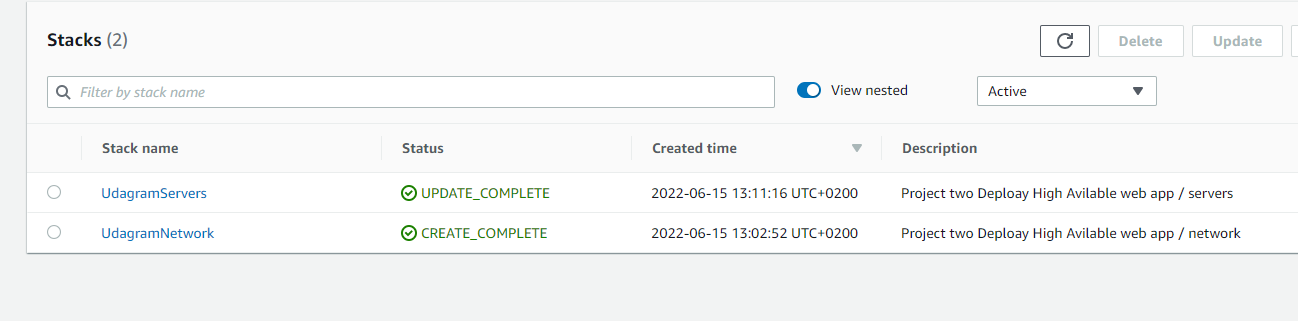 Stacks (2)
Delete
Update
Filter by stack name
View nested
Active
Stack name Status Created time Description
UdagramServers UPDATE_COMPLETE 2022-06-15 13:11:16 UTC+0200 Project two Deploay High Avilable web app / servers
UdagramNetwork CREATE_COMPLETE 2022-06-15 13:02:52 UTC+0200 Project two Deploay High Avilable web app / network